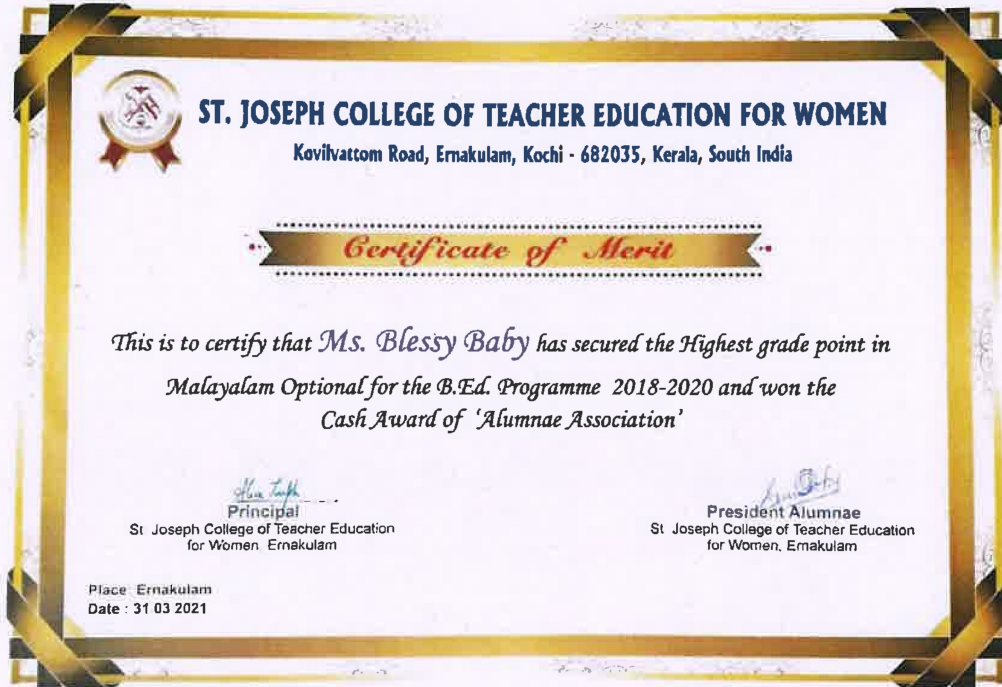 ST. JOSEPH COLLEGE OF TEACHER EDUCATION FOR WOMEN
Kovilvattom Road, Ernakulam, Kochi - 682035, Kerala, South India
Certificate of Merit
This is to certify that Ms. Blessy Baby has secured the Highest grade point in
Malayalam Optional for the B.Ed. Programme 2018-2020 and won the
Cash Award of 'Alumnae Association'
Principal
St Joseph College of Teacher Education
for Women, Ernakulam
President Alumnae
St Joseph College of Teacher Education
for Women, Ernakulam
Place: Ernakulam
Date : 31 03 2021